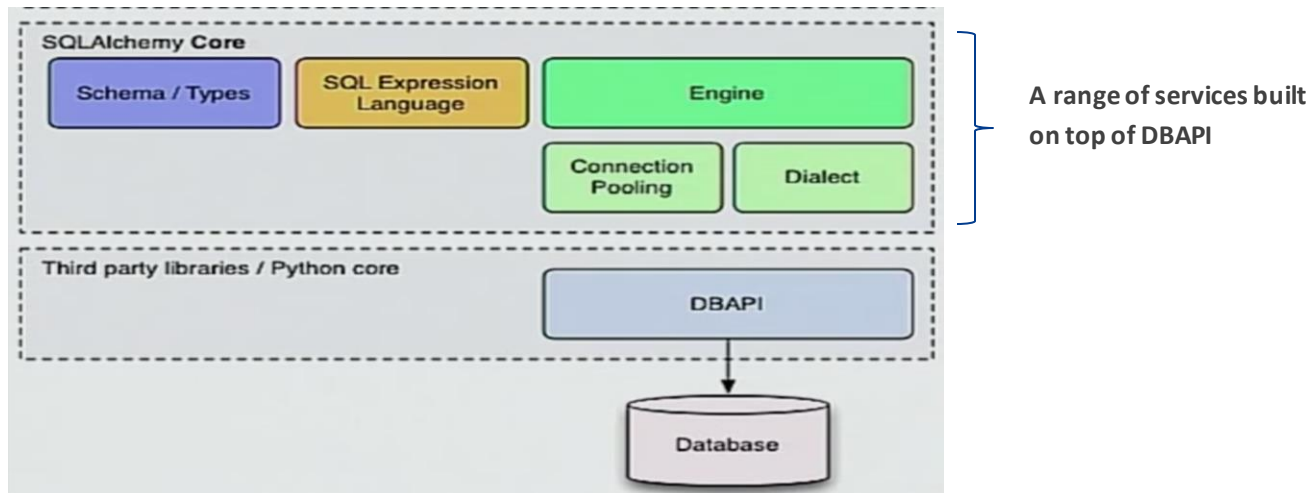 SQLAlchemy Core
Schema / Types
SQL Expression
Language
Engine
Connection
Pooling
Dialect
A range of services built
on top of DBAPI
Third party libraries / Python core
DBAPI
Database